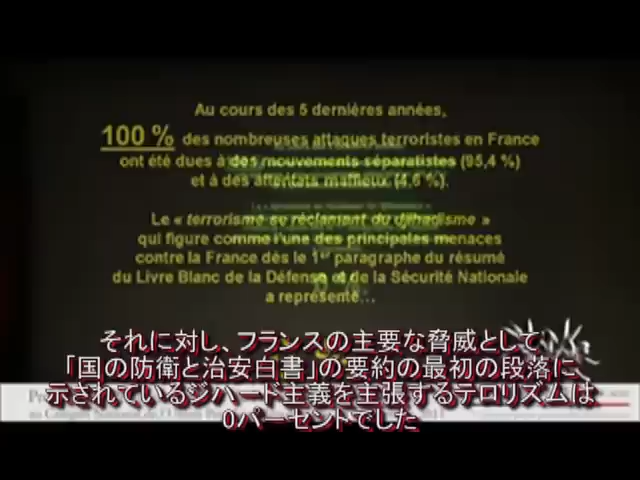 Au cours des 5 dernières années,
100 % des nombreuses attaques terroristes en France
ont été dues à des mouvements séparatistes (95,4 %)
et à des attentats mafieux (4,6 %).
Le « terrorisme se réclamant du djihadisme »
qui figure comme l'une des principales menaces
contre la France dès le 1er paragraphe du résumé
du Livre Blanc de la Défense et de la Sécurité Nationale
a représenté...
それに対し、フランスの主要な脅威として
「国の防衛と治安白書」の要約の最初の段落に、
示されているジハード主義を主張するテロリズムは
0パーセントでした